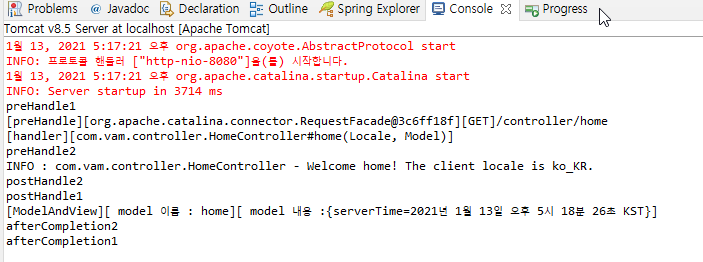 Problems @ Javadoc Declaration Outline Spring Explorer Console Progress
Tomcat v8.5 Server at localhost [Apache Tomcat]
1월 13, 2021 5:17:21 오후 org.apache.coyote.AbstractProtocol start
INFO: 프로토콜 핸들러 ["http-nio-8080"]을(를) 시작합니다.
1월 13, 2021 5:17:21 오후 org.apache.catalina.startup.Catalina start
INFO: Server startup in 3714 ms
preHandle1
[preHandle][org.apache.catalina.connector.RequestFacade@3c6ff18f][GET]/controller/home
[handler][com.vam.controller.HomeController#home(Locale, Model)]
preHandle2
INFO : com.vam.controller.HomeController - Welcome home! The client locale is ko_KR.
postHandle2
postHandle1
[ModelAndView][ model 이름 : home][ model 내용 :{serverTime=2021년 1월 13일 오후 5시 18분 26초 KST}]
afterCompletion2
afterCompletion1